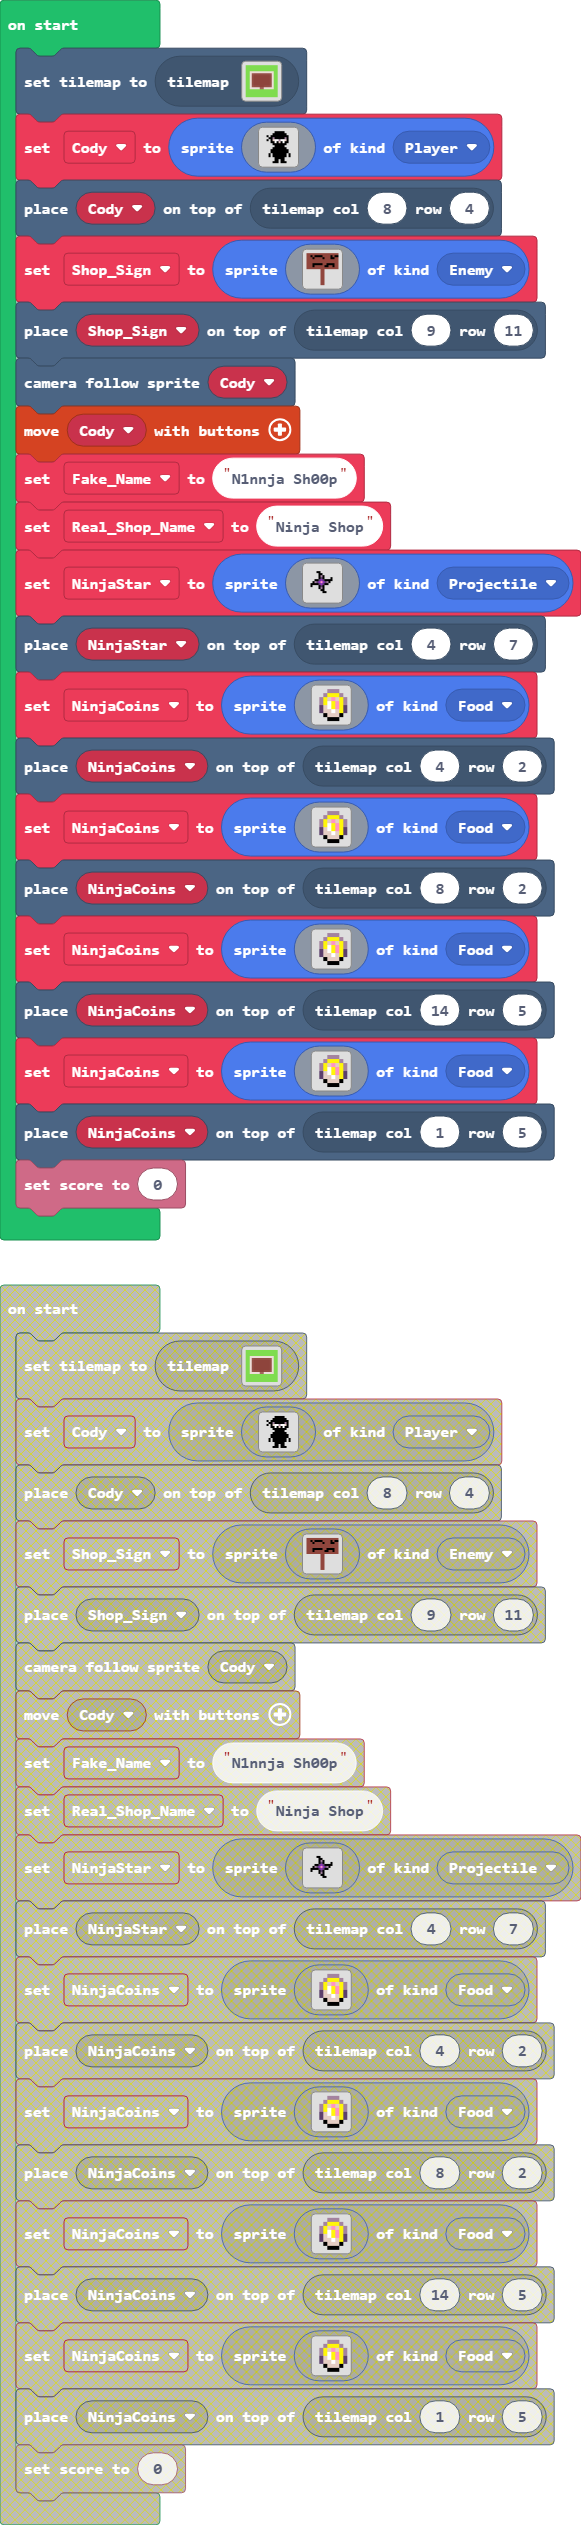 on start
set tilemap to tilemap
set Cody to sprite of kind Player
place Cody on top of tilemap col 8 row 4
set Shop_Sign to sprite of kind Enemy
place Shop_Sign on top of tilemap col 9 row 11
camera follow sprite Cody
move Cody with buttons
set Fake_Name to "N1nnja Sh00p"
set Real_Shop_Name to "Ninja Shop"
set NinjaStar to sprite of kind Projectile
place NinjaStar on top of tilemap col 4 row 7
set NinjaCoins to sprite of kind Food
place NinjaCoins on top of tilemap col 4 row 2
set NinjaCoins to sprite of kind Food
place NinjaCoins on top of tilemap col 8 row 2
set NinjaCoins to sprite of kind Food
place NinjaCoins on top of tilemap col 14 row 5
set NinjaCoins to sprite of kind Food
place NinjaCoins on top of tilemap col 1 row 5
set score to 0
on start
set tilemap to tilemap
set Cody to sprite of kind Player
place Cody on top of tilemap col 8 row 4
set Shop_Sign to sprite of kind Enemy
place Shop_Sign on top of tilemap col 9 row 11
camera follow sprite Cody
move Cody with buttons
set Fake_Name to "N1nnja Sh00p"
set Real_Shop_Name to "Ninja Shop"
set NinjaStar to sprite of kind Projectile
place NinjaStar on top of tilemap col 4 row 7
set NinjaCoins to sprite of kind Food
place NinjaCoins on top of tilemap col 4 row 2
set NinjaCoins to sprite of kind Food
place NinjaCoins on top of tilemap col 8 row 2
set NinjaCoins to sprite of kind Food
place NinjaCoins on top of tilemap col 14 row 5
set NinjaCoins to sprite of kind Food
place NinjaCoins on top of tilemap col 1 row 5
set score to 0